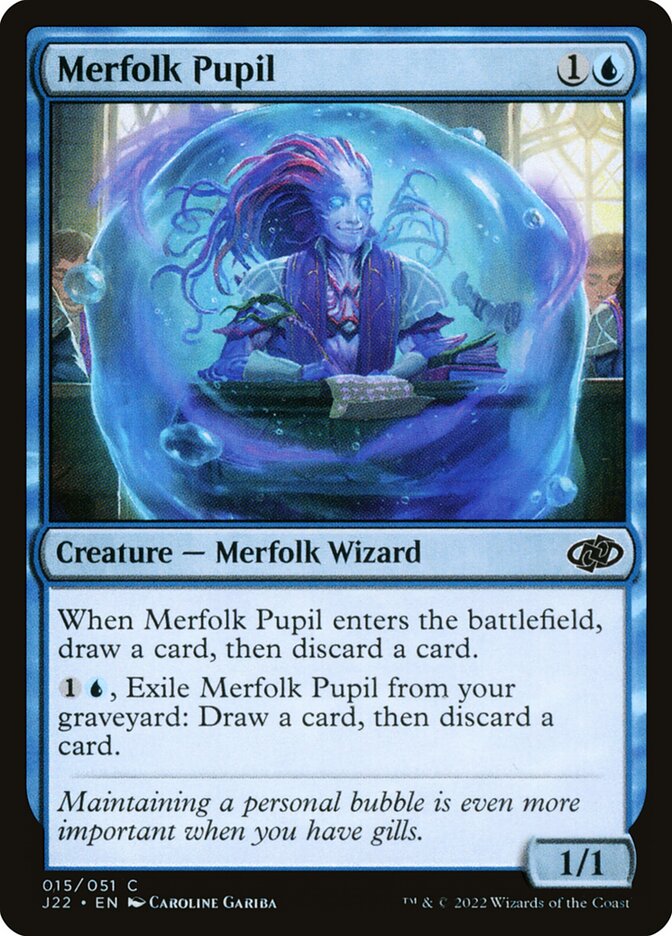 Merfolk Pupil 1
Creature — Merfolk Wizard
When Merfolk Pupil enters the battlefield,
draw a card, then discard a card.
1 , Exile Merfolk Pupil from your
graveyard: Draw a card, then discard a
card.
Maintaining a personal bubble is even more
important when you have gills.
1/1
015/051 C
J22 • EN Caroline Gariba ™ & © 2022 Wizards of the Coast